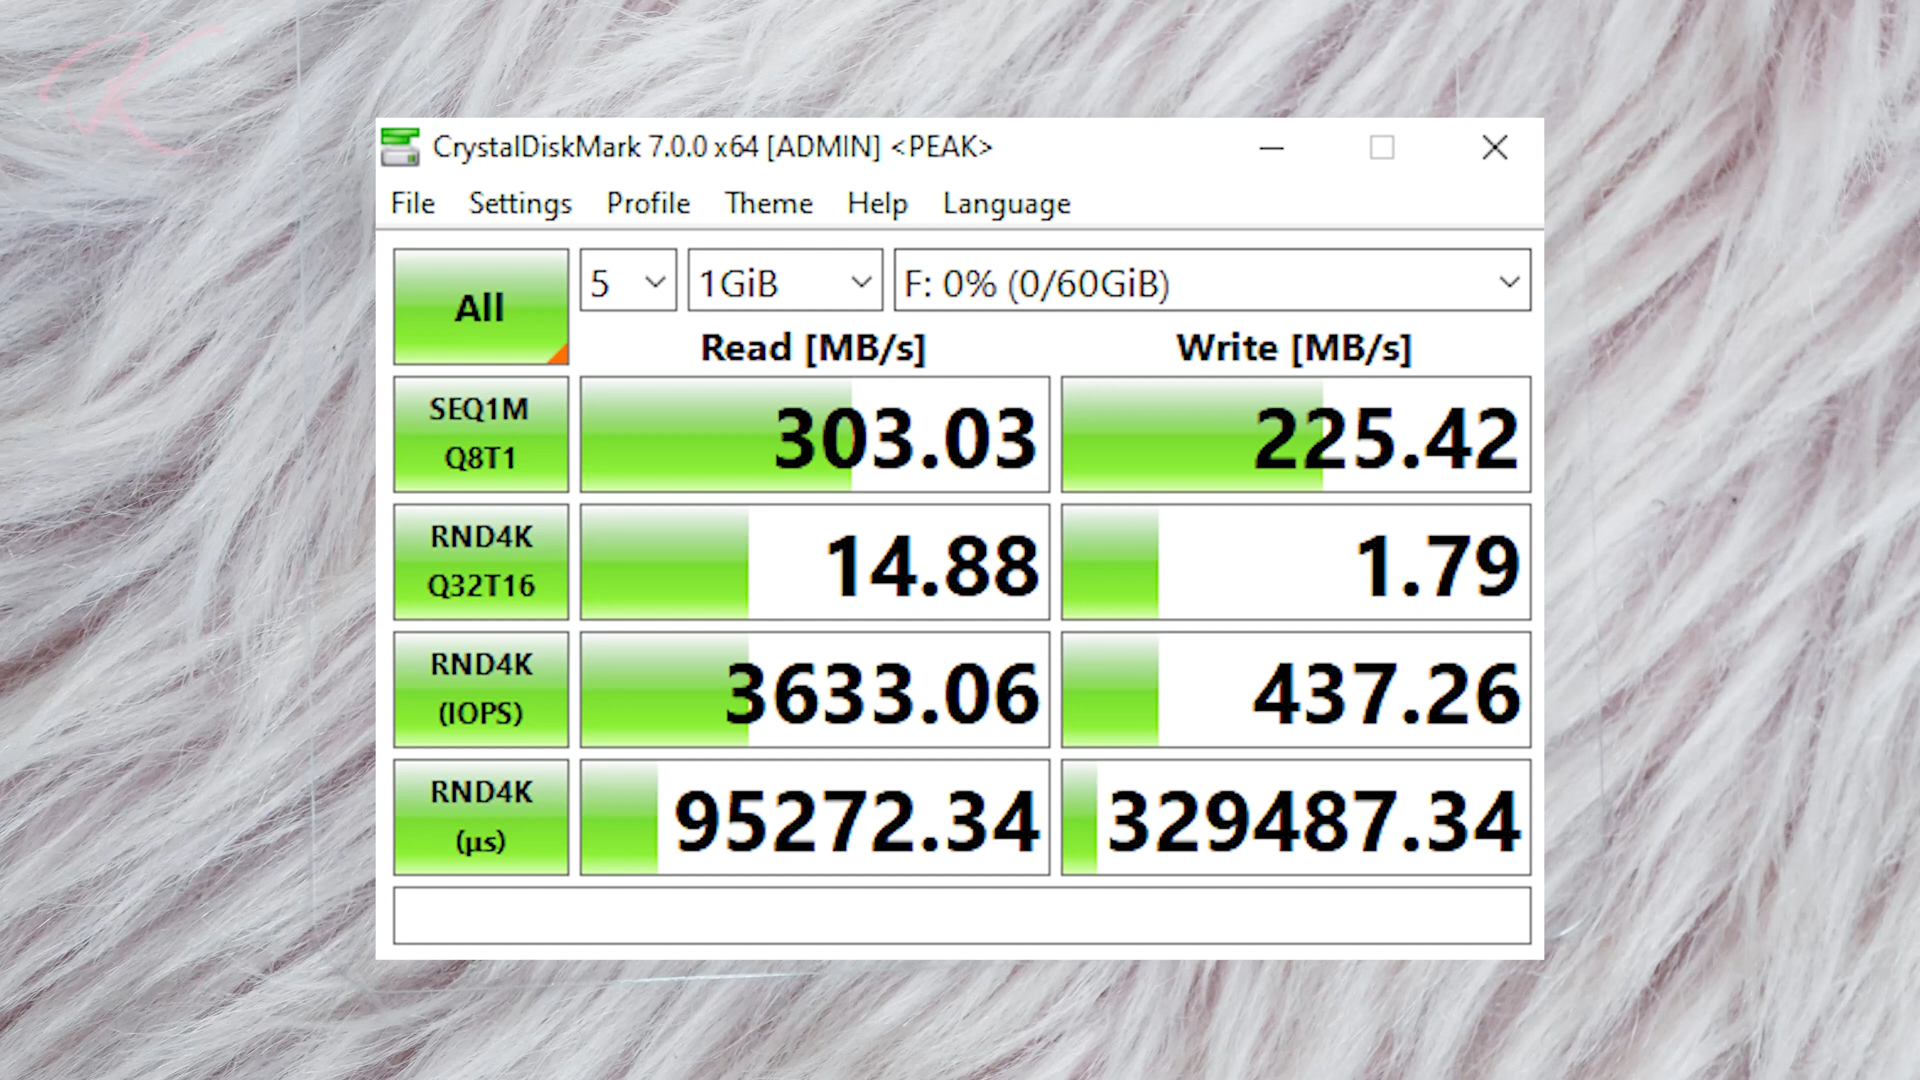 K
CrystalDiskMark 7.0.0 x64 [ADMIN] <PEAK>
File Settings Profile Theme Help Language
All 5 1GiB F: 0% (0/60GiB)
Read [MB/s] Write [MB/s]
SEQ1M
Q8T1
303.03 225.42
RND4K
Q32T16
14.88 1.79
RND4K
(IOPS)
3633.06 437.26
RND4K
(µs)
95272.34 329487.34